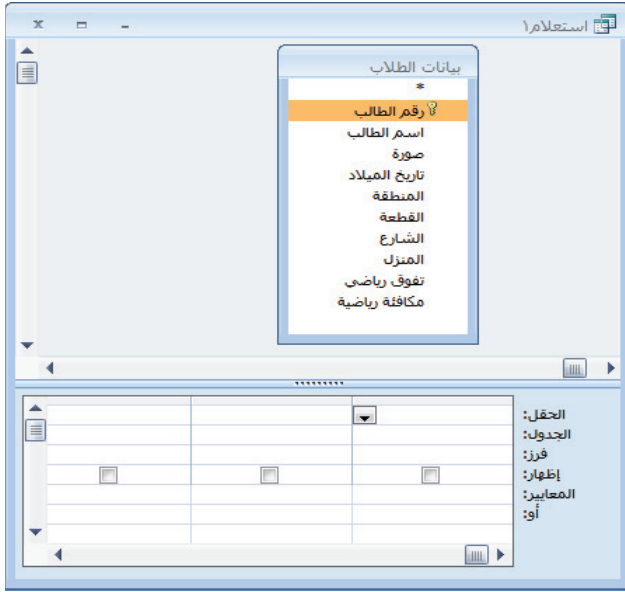 استعلام١
بيانات الطلاب
*
رقم الطالب
اسم الطالب
صورة
تاريخ الميلاد
المنطقة
القطعة
الشارع
المنزل
تفوق رياضي
مكافئة رياضية
الحقل:
الجدول:
فرز:
إظهار:
المعايير:
أو: